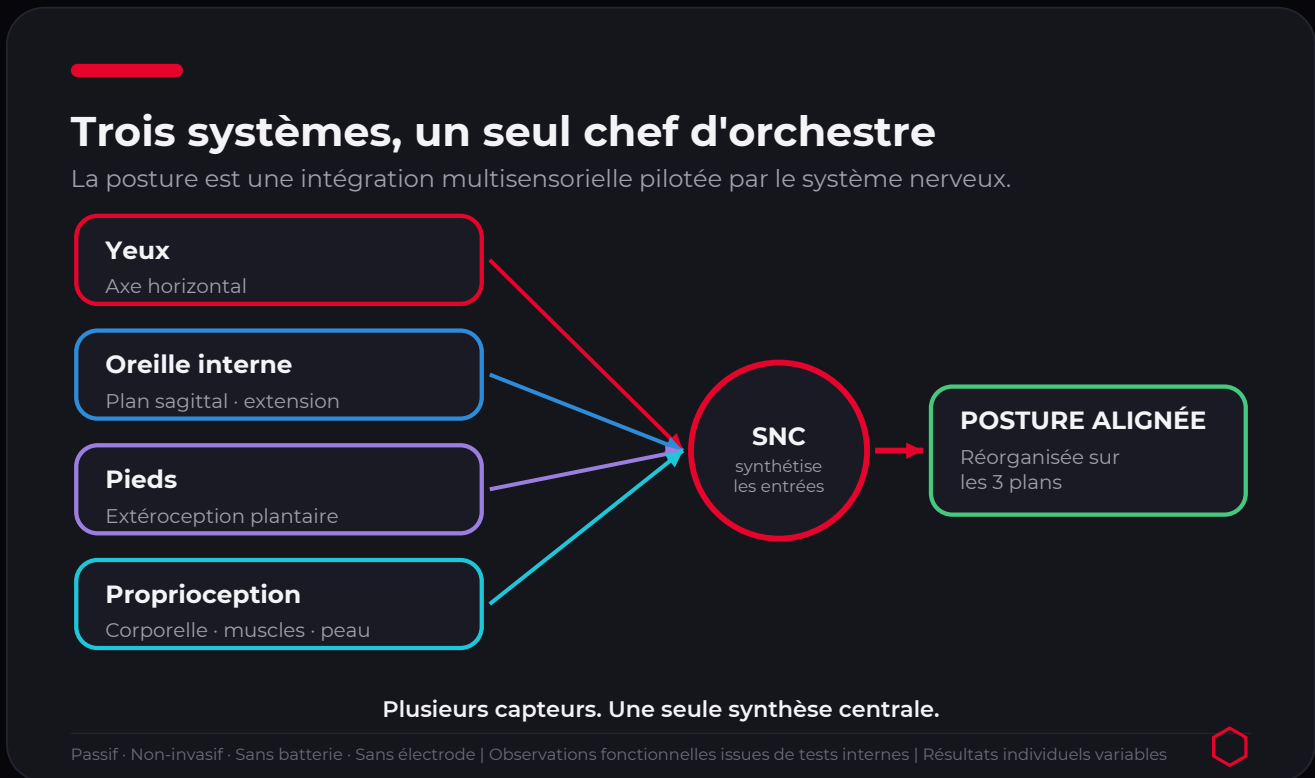 Trois systèmes, un seul chef d'orchestre
La posture est une intégration multisensorielle pilotée par le système nerveux.
Yeux
Axe horizontal
Oreille interne
Plan sagittal · extension
Pieds
Extéroception plantaire
Proprioception
Corporelle · muscles · peau
SNC
synthétise
les entrées
POSTURE ALIGNÉE
Réorganisée sur
les 3 plans
Plusieurs capteurs. Une seule synthèse centrale.
Passif · Non-invasif · Sans batterie · Sans électrode | Observations fonctionnelles issues de tests internes | Résultats individuels variables